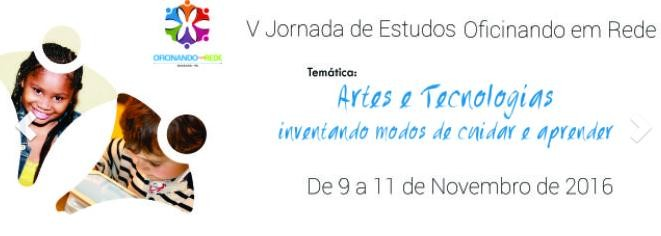 V Jornada de Estudos Oficinando em Rede
OFICINANDO EM REDE
Temática:
Artes e Tecnologias
inventando modos de cuidar e aprender
De 9 a 11 de Novembro de 2016